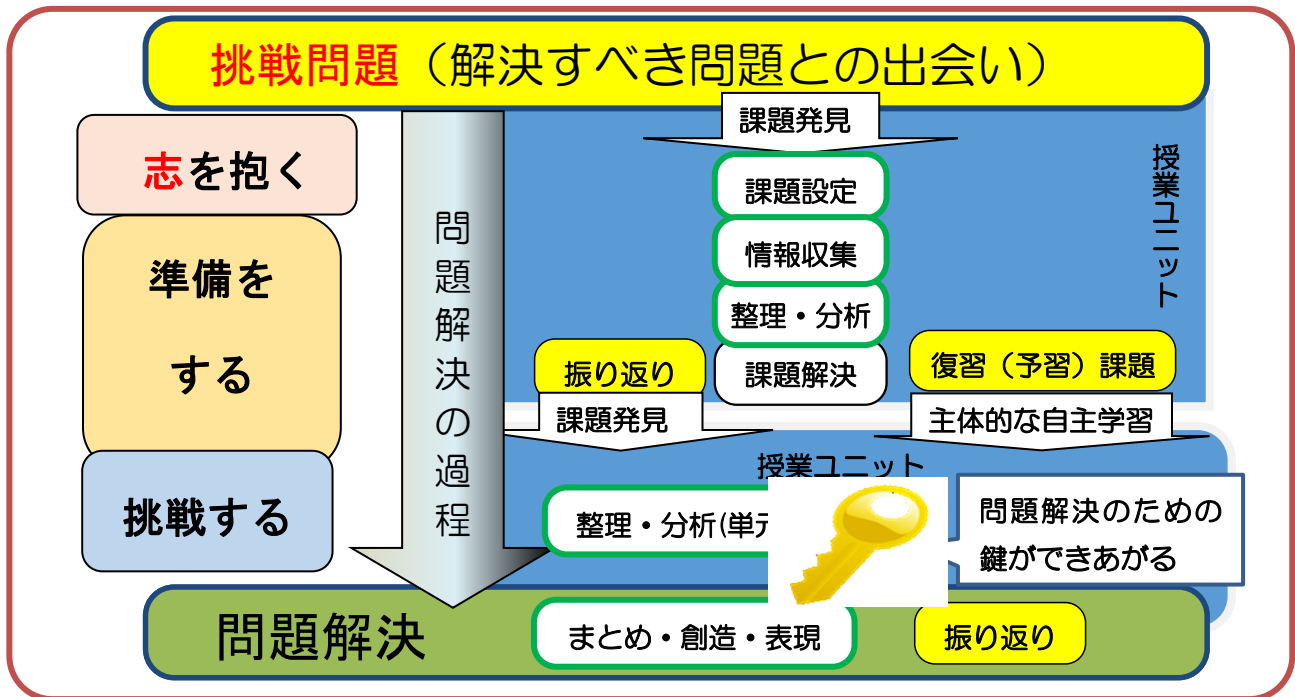 挑戦問題（解決すべき問題との出会い）
課題発見
志を抱く
準備を
する
挑戦する
問題解決の過程
授業ユニット
課題設定
情報収集
整理・分析
課題解決
振り返り
復習（予習）課題
課題発見
主体的な自主学習
授業ユニット
整理・分析(単元
問題解決のための
鍵ができあがる
問題解決
まとめ・創造・表現
振り返り